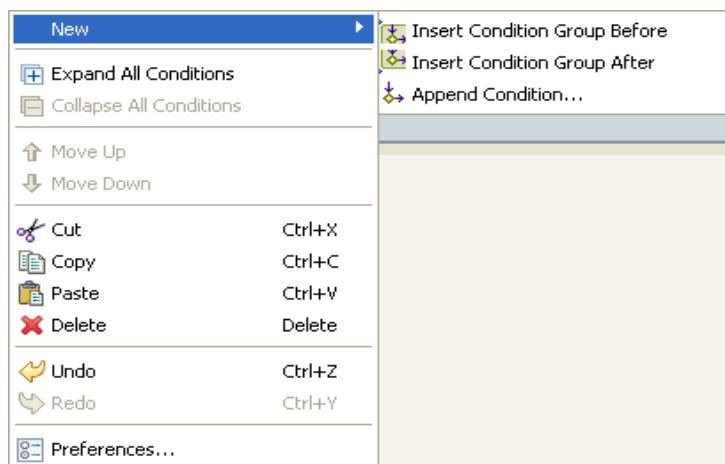 New
Insert Condition Group Before
Insert Condition Group After
Append Condition...
Expand All Conditions
Collapse All Conditions
Move Up
Move Down
Cut Ctrl+X
Copy Ctrl+C
Paste Ctrl+V
Delete Delete
Undo Ctrl+Z
Redo Ctrl+Y
Preferences...